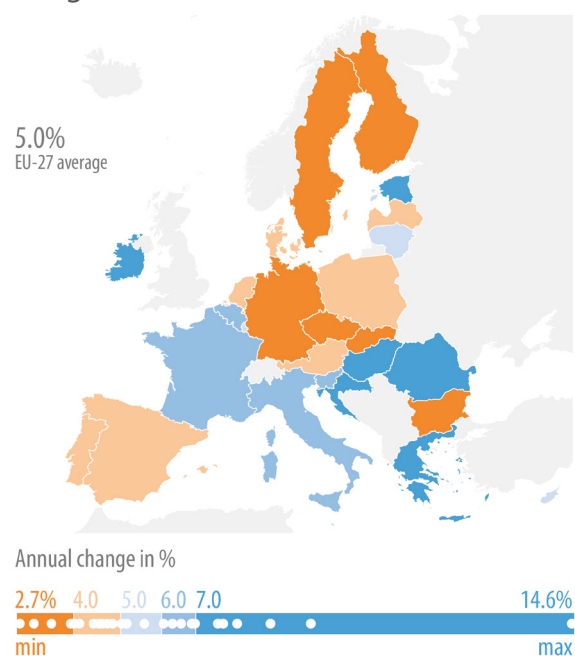 5.0%
EU-27 average
Annual change in %
2.7% 4.0 5.0 6.0 7.0 14.6%
min max